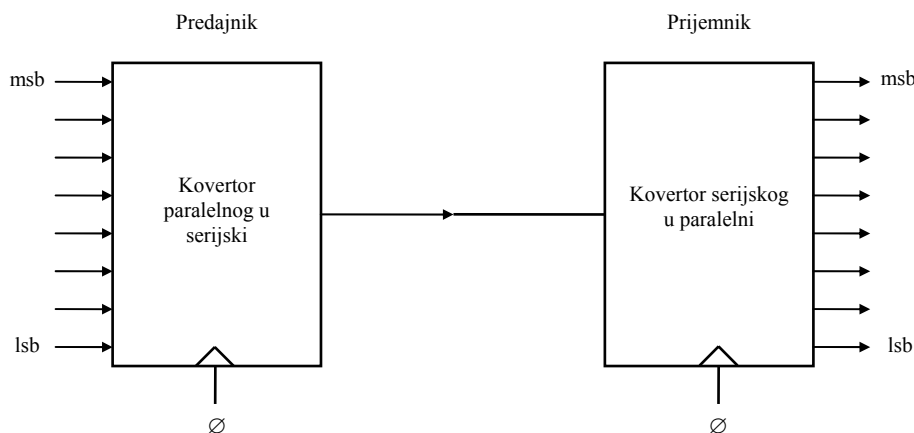 Predajnik
Prijemnik
msb
msb
Kovertor
paralelnog u
serijski
Kovertor serijskog
u paralelni
lsb
lsb
∅
∅